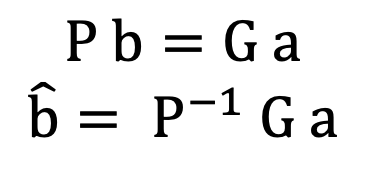 P b = G a
b̂ = P⁻¹ G a